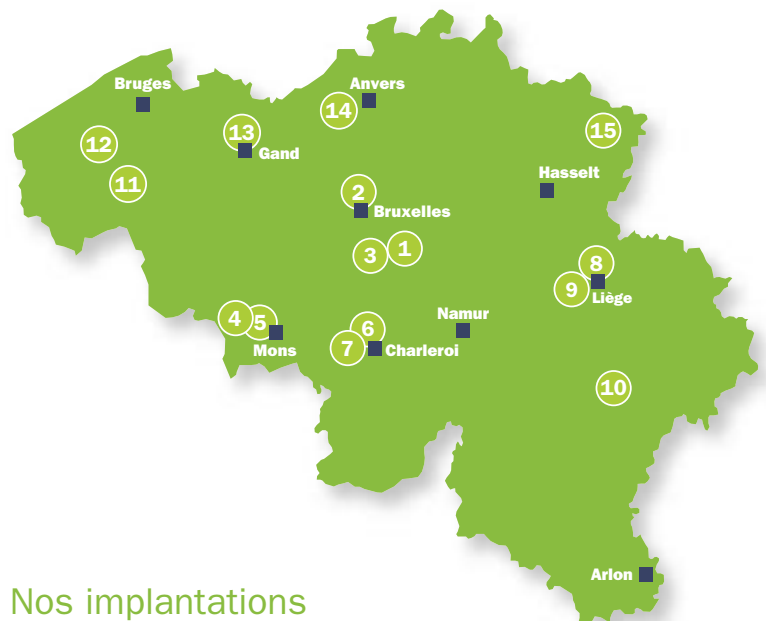 Bruges
Anvers
14
15
13
12
Gand
Hasselt
11
2
Bruxelles
1
3
8
9
Liège
Namur
4
5
6
Mons
7
Charleroi
10
Arlon
Nos implantations